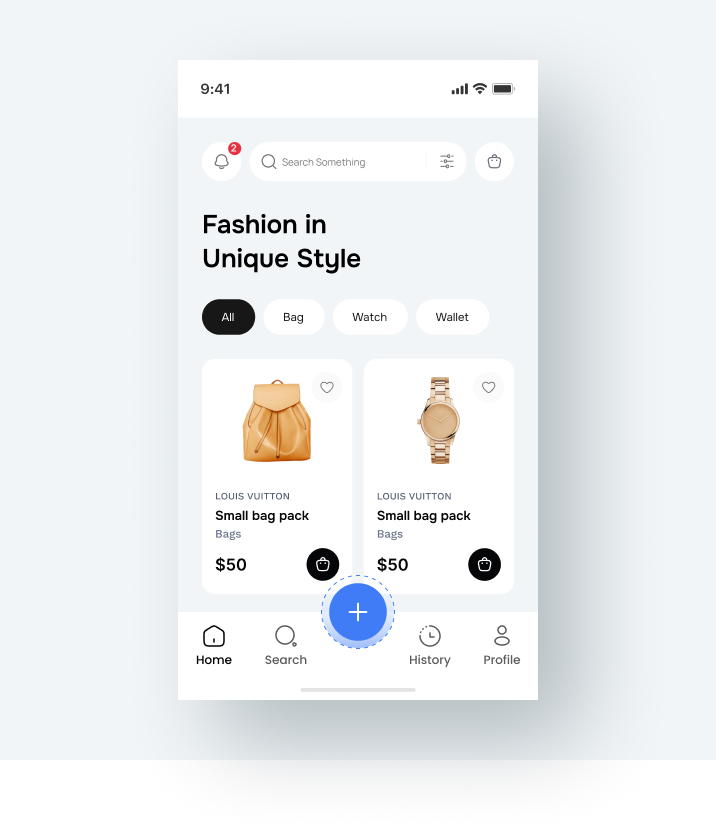 9:41
2
Search Something
Fashion in
Unique Style
All
Bag
Watch
Wallet
LOUIS VUITTON
Small bag pack
Bags
$50
LOUIS VUITTON
Small bag pack
Bags
$50
Home
Search
History
Profile